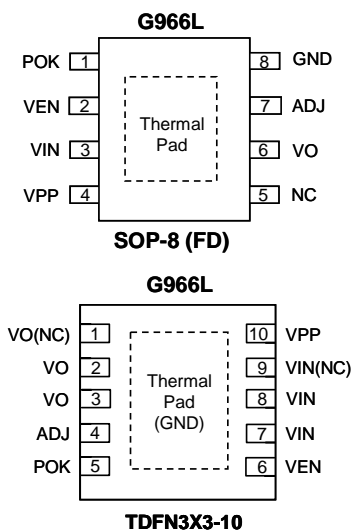 G966L
POK 1 8 GND
VEN 2 7 ADJ
Thermal
Pad
VIN 3 6 VO
VPP 4 5 NC
SOP-8 (FD)
G966L
VO(NC) 1 10 VPP
VO 2 9 VIN(NC)
Thermal
Pad
(GND)
VO 3 8 VIN
ADJ 4 7 VIN
POK 5 6 VEN
TDFN3X3-10